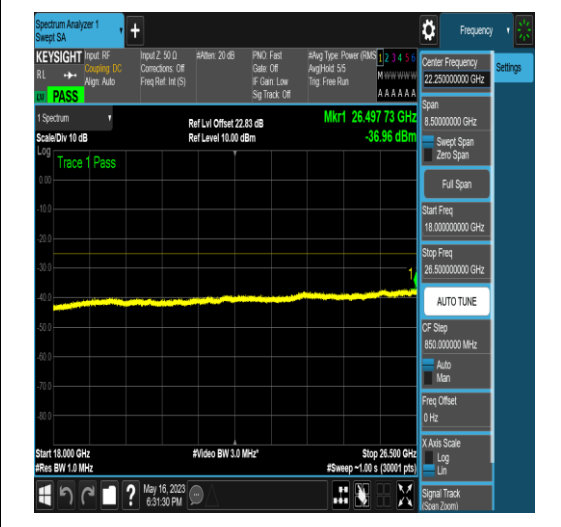 Spectrum Analyzer 1
Swept SA
Frequency
KEYSIGHT
RL
PASS
Input: RF
Coupling: DC
Align: Auto
Input Z: 50 Ω
Corrections: Off
Freq Ref: Int (S)
#Atten: 20 dB
PNO: Fast
Gate: Off
IF Gain: Low
Sig Track: Off
#Avg Type: Power (RMS
Avg|Hold: 5/5
Trig: Free Run
1 2 3 4 5 6
M W W W W W
A A A A A A
1 Spectrum
Scale/Div 10 dB
Ref Lvl Offset 22.83 dB
Ref Level 10.00 dBm
Mkr1 26.497 73 GHz
-36.96 dBm
Log
Trace 1 Pass
0.00
-10.0
-20.0
-30.0
-40.0
-50.0
-60.0
-70.0
-80.0
1
Start 18.000 GHz
#Res BW 1.0 MHz
#Video BW 3.0 MHz*
Stop 26.500 GHz
#Sweep ~1.00 s (30001 pts)
May 16, 2023
6:31:30 PM
Center Frequency
22.250000000 GHz
Settings
Span
8.50000000 GHz
Swept Span
Zero Span
Full Span
Start Freq
18.000000000 GHz
Stop Freq
26.500000000 GHz
AUTO TUNE
CF Step
850.000000 MHz
Auto
Man
Freq Offset
0 Hz
X Axis Scale
Log
Lin
Signal Track
(Span Zoom)